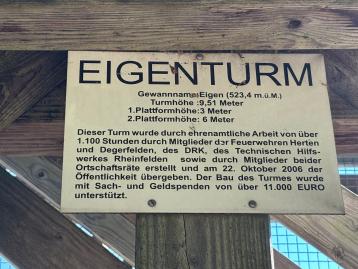 EIGENTURM
Gewannname:Eigen (523,4 m.ü.M.)
Turmhöhe :9,51 Meter
1.Plattformhöhe:3 Meter
2.Plattformhöhe: 6 Meter
Dieser Turm wurde durch ehrenamtliche Arbeit von über
1.100 Stunden durch Mitglieder der Feuerwehren Herten
und Degerfelden, des DRK, des Technischen Hilfs-
werkes Rheinfelden sowie durch Mitglieder beider
Ortschaftsräte erstellt und am 22. Oktober 2006 der
Öffentlichkeit übergeben. Der Bau des Turmes wurde
mit Sach- und Geldspenden von über 11.000 EURO
unterstützt.